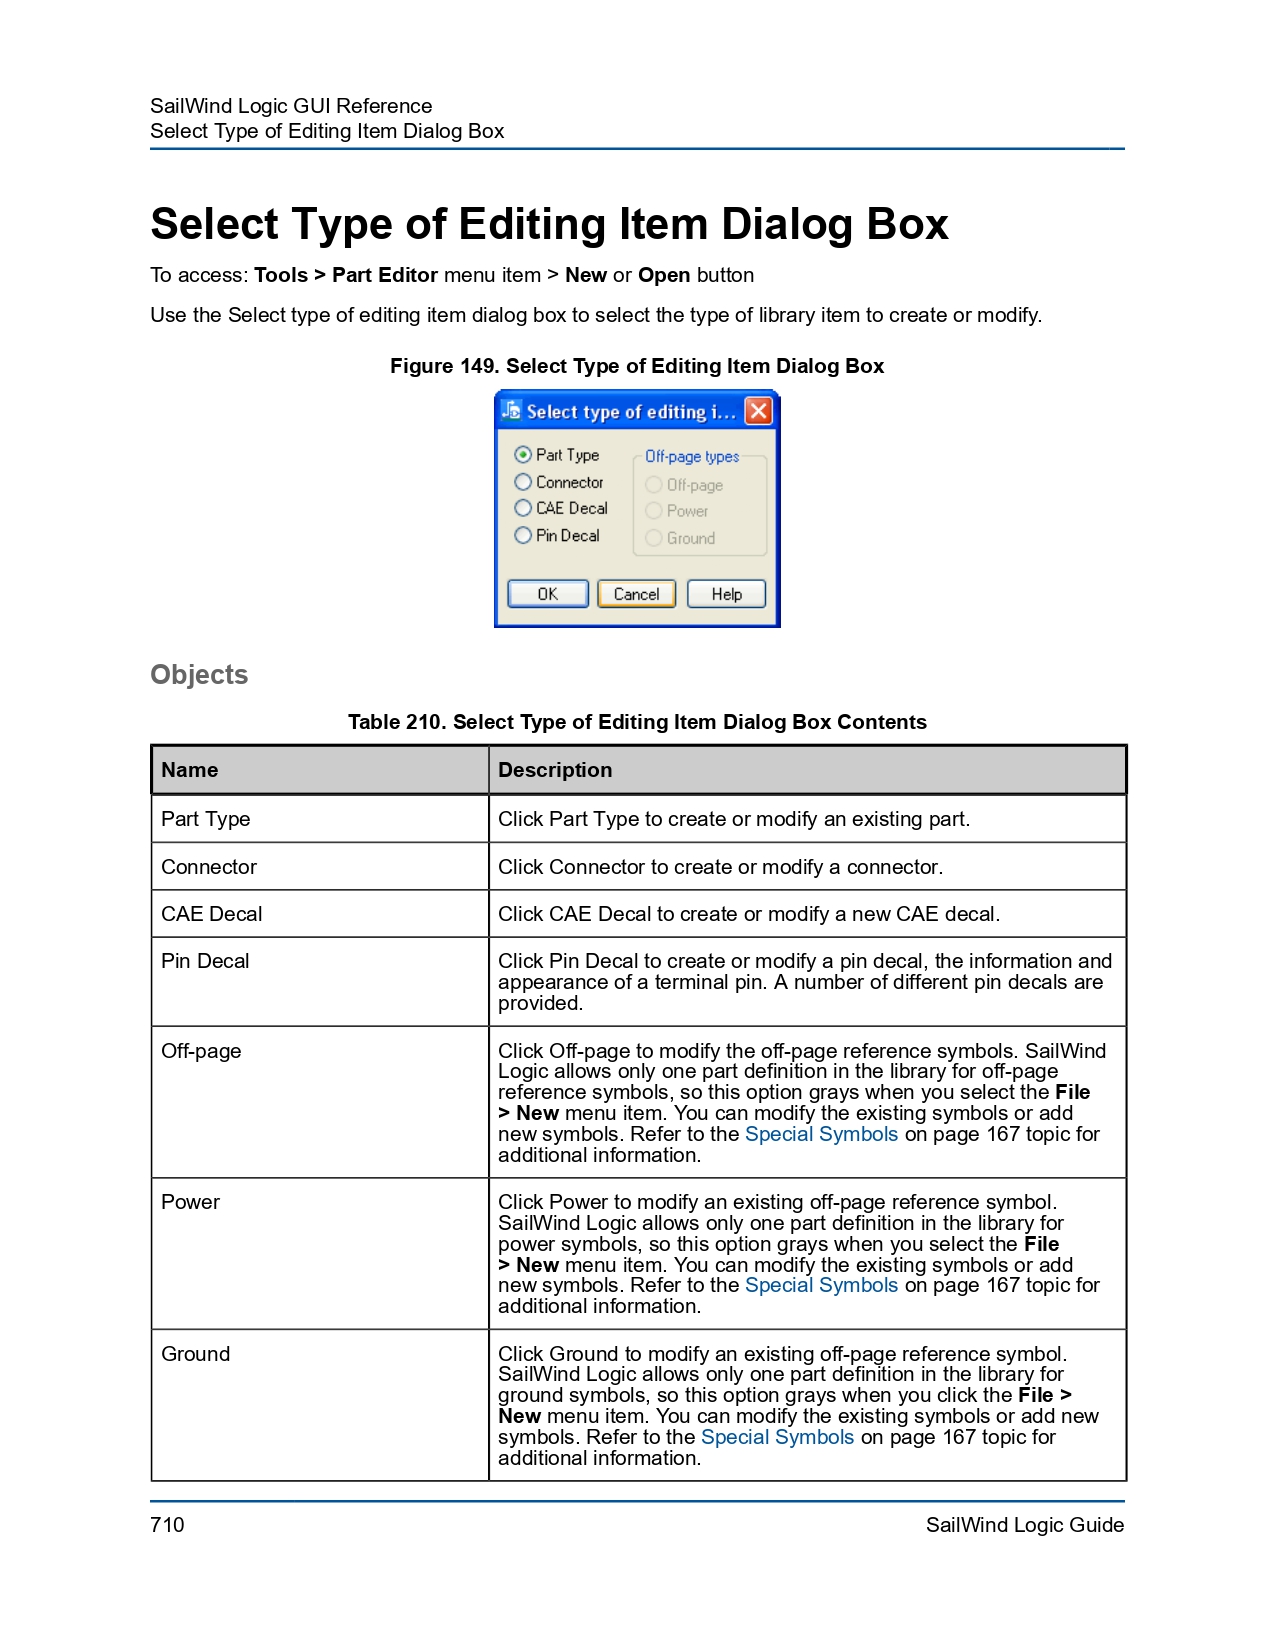 SailWind Logic GUI Reference
Select Type of Editing Item Dialog Box
Select Type of Editing Item Dialog Box
To access: Tools > Part Editor menu item > New or Open button
Use the Select type of editing item dialog box to select the type of library item to create or modify.
Figure 149. Select Type of Editing Item Dialog Box
Select type of editing i...
Part Type
Connector
CAE Decal
Pin Decal
Off-page types
Off-page
Power
Ground
OK
Cancel
Help
Objects
Table 210. Select Type of Editing Item Dialog Box Contents
Name
Description
Part Type
Click Part Type to create or modify an existing part.
Connector
Click Connector to create or modify a connector.
CAE Decal
Click CAE Decal to create or modify a new CAE decal.
Pin Decal
Click Pin Decal to create or modify a pin decal, the information and
appearance of a terminal pin. A number of different pin decals are
provided.
Off-page
Click Off-page to modify the off-page reference symbols. SailWind
Logic allows only one part definition in the library for off-page
reference symbols, so this option grays when you select the File
> New menu item. You can modify the existing symbols or add
new symbols. Refer to the Special Symbols on page 167 topic for
additional information.
Power
Click Power to modify an existing off-page reference symbol.
SailWind Logic allows only one part definition in the library for
power symbols, so this option grays when you select the File
> New menu item. You can modify the existing symbols or add
new symbols. Refer to the Special Symbols on page 167 topic for
additional information.
Ground
Click Ground to modify an existing off-page reference symbol.
SailWind Logic allows only one part definition in the library for
ground symbols, so this option grays when you click the File >
New menu item. You can modify the existing symbols or add new
symbols. Refer to the Special Symbols on page 167 topic for
additional information.
710
SailWind Logic Guide